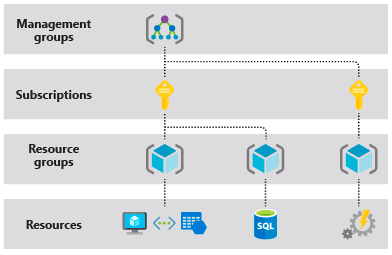 Management
groups
Subscriptions
Resource
groups
Resources
SQL